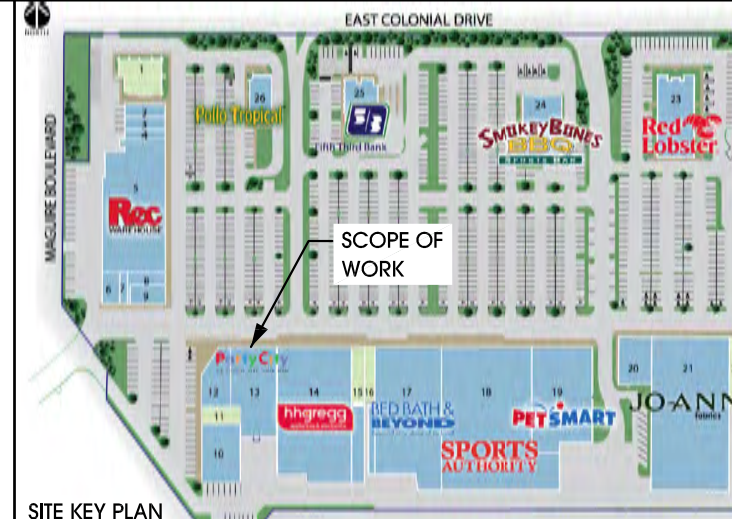 NORTH
EAST COLONIAL DRIVE
MAGUIRE BOULEVARD
1
2
3
4
5
Rec
WAREHOUSE
6 7 8
9
26
Pollo Tropical
25
5/3
Fifth Third Bank
24
SMOKEY BONES
BBQ
SPORTS BAR
23
Red
Lobster
SCOPE OF
WORK
Party City
12 13 14 15 16 17 18 19
11
10
hhgregg
BED BATH &
BEYOND
SPORTS
AUTHORITY
PETSMART
20 21
JO-ANN
fabrics
SITE KEY PLAN